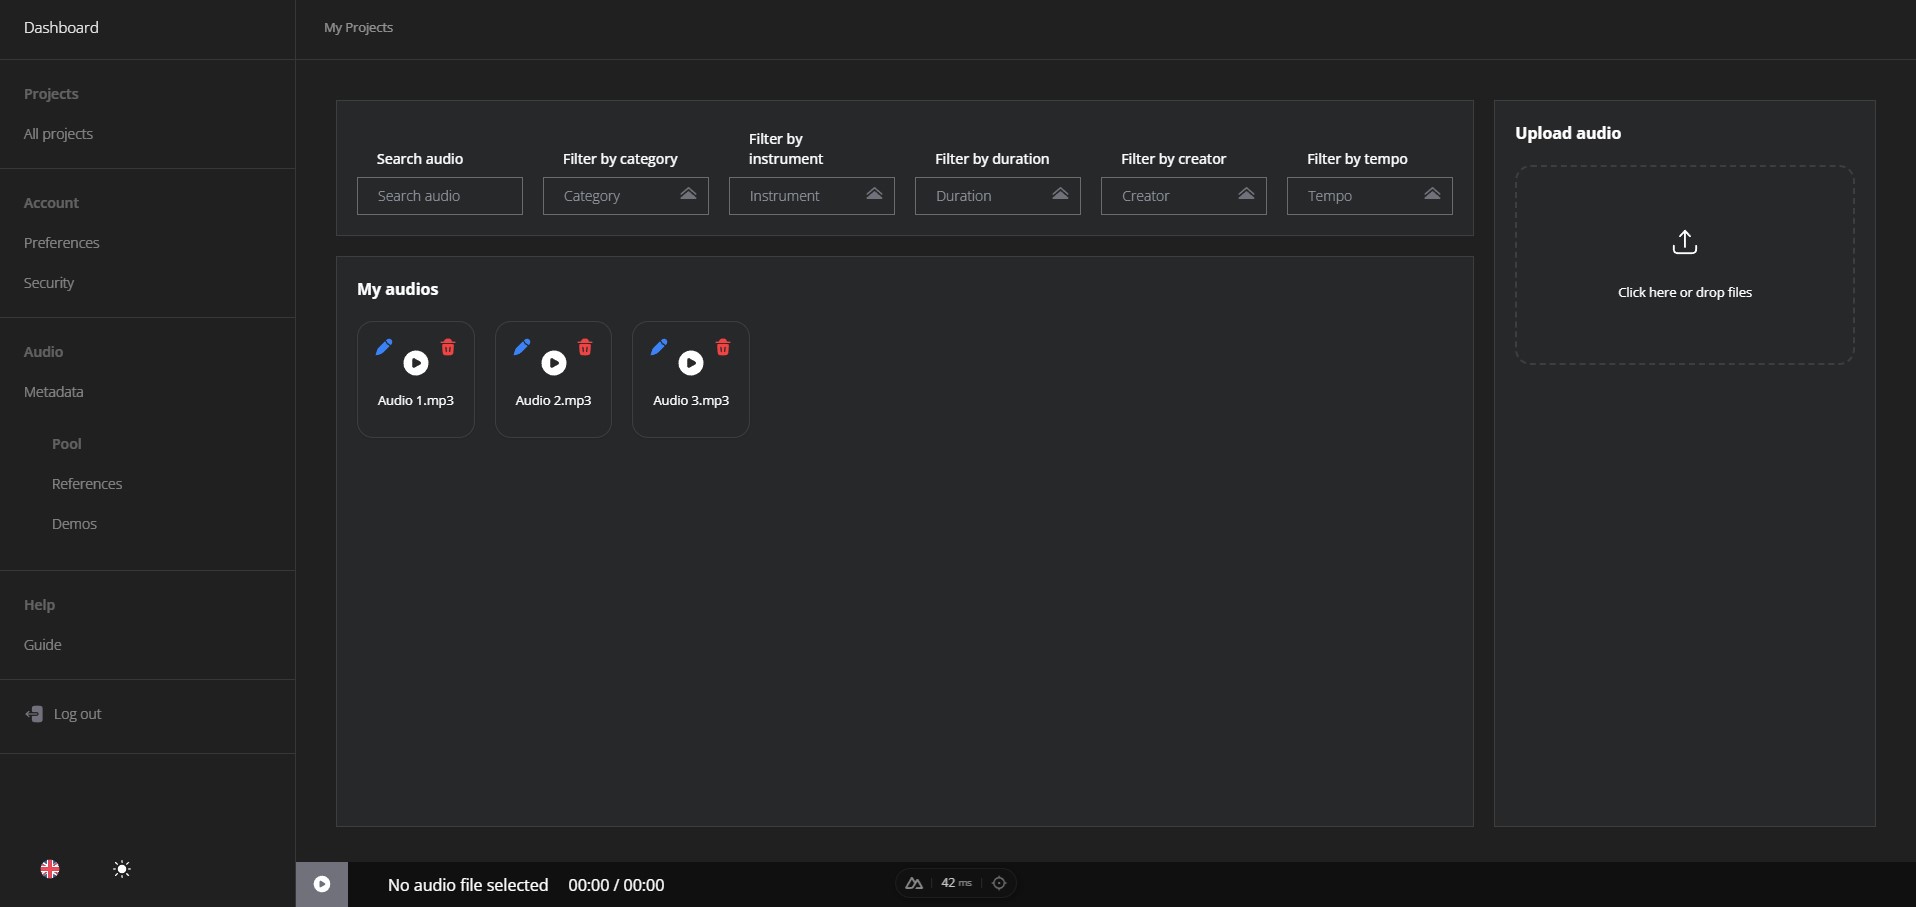 Dashboard
My Projects
Projects
All projects
Account
Preferences
Security
Audio
Metadata
Pool
References
Demos
Help
Guide
Log out
Search audio
Search audio
Filter by category
Category
Filter by
instrument
Instrument
Filter by duration
Duration
Filter by creator
Creator
Filter by tempo
Tempo
My audios
Audio 1.mp3
Audio 2.mp3
Audio 3.mp3
Upload audio
Click here or drop files
No audio file selected 00:00 / 00:00
42 ms